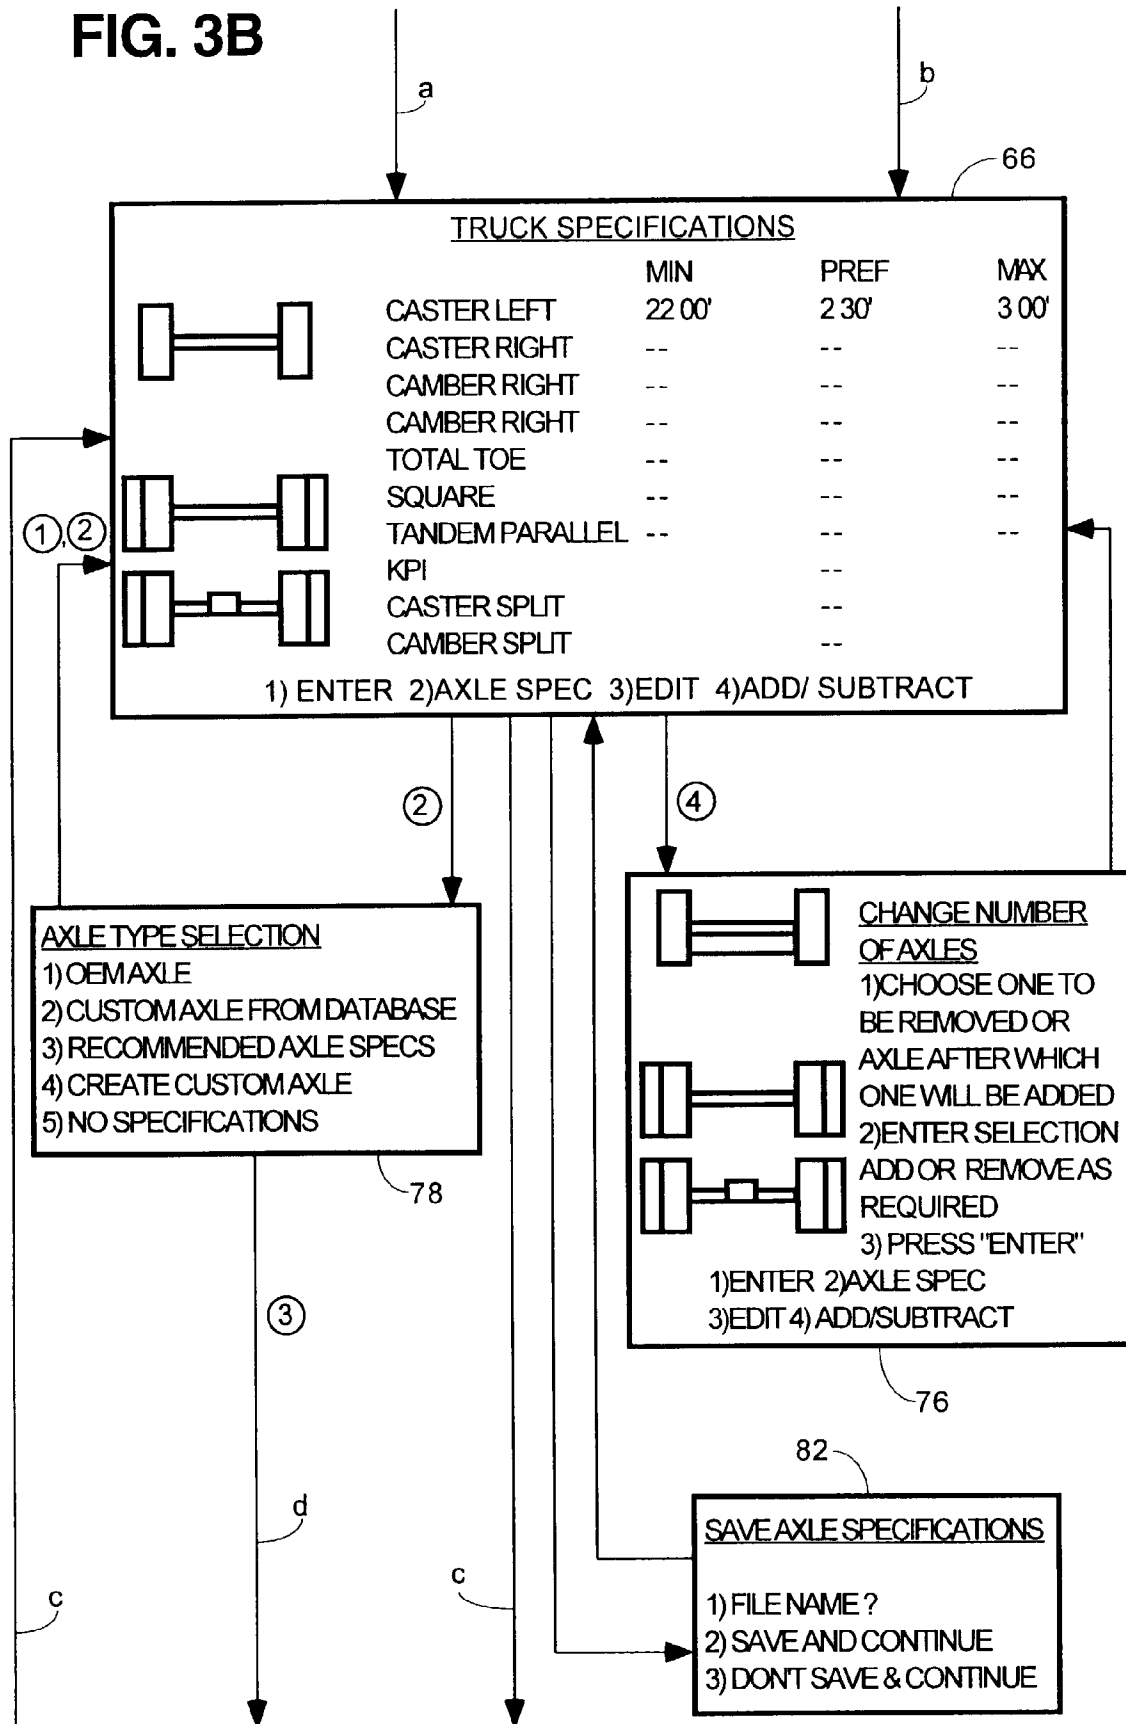 FIG. 3B
a
b
66
TRUCK SPECIFICATIONS
MIN PREF MAX
CASTER LEFT 22 00' 2 30' 3 00'
CASTER RIGHT -- -- --
CAMBER RIGHT -- -- --
CAMBER RIGHT -- -- --
TOTAL TOE -- -- --
SQUARE -- -- --
TANDEM PARALLEL -- -- --
KPI --
CASTER SPLIT --
CAMBER SPLIT --
1) ENTER 2)AXLE SPEC 3)EDIT 4)ADD/ SUBTRACT
1,2
2
4
AXLE TYPE SELECTION
1) OEM AXLE
2) CUSTOM AXLE FROM DATABASE
3) RECOMMENDED AXLE SPECS
4) CREATE CUSTOM AXLE
5) NO SPECIFICATIONS
78
CHANGE NUMBER
OF AXLES
1)CHOOSE ONE TO
BE REMOVED OR
AXLE AFTER WHICH
ONE WILL BE ADDED
2)ENTER SELECTION
ADD OR REMOVE AS
REQUIRED
3) PRESS "ENTER"
1)ENTER 2)AXLE SPEC
3)EDIT 4) ADD/SUBTRACT
76
3
d
c
c
82
SAVE AXLE SPECIFICATIONS
1) FILE NAME ?
2) SAVE AND CONTINUE
3) DON'T SAVE & CONTINUE